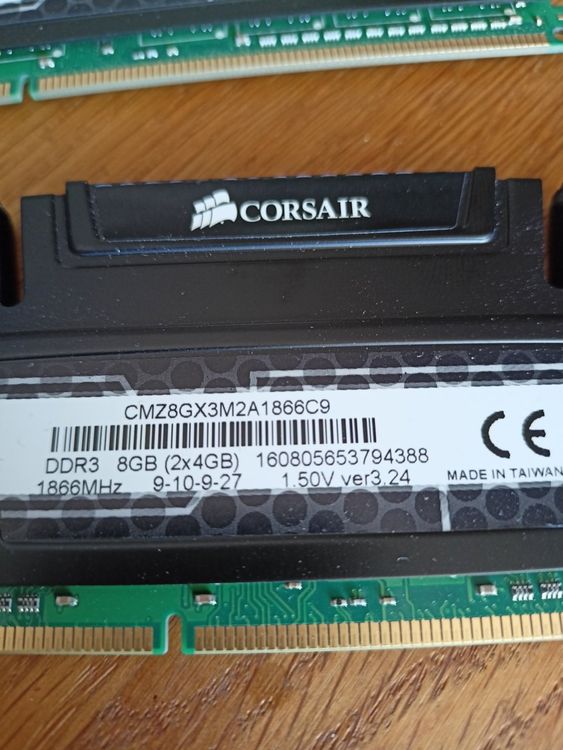 CORSAIR
CMZ8GX3M2A1866C9
DDR3 8GB (2x4GB) 160805653794388
1866MHz 9-10-9-27 1.50V ver3.24
CE
MADE IN TAIWAN